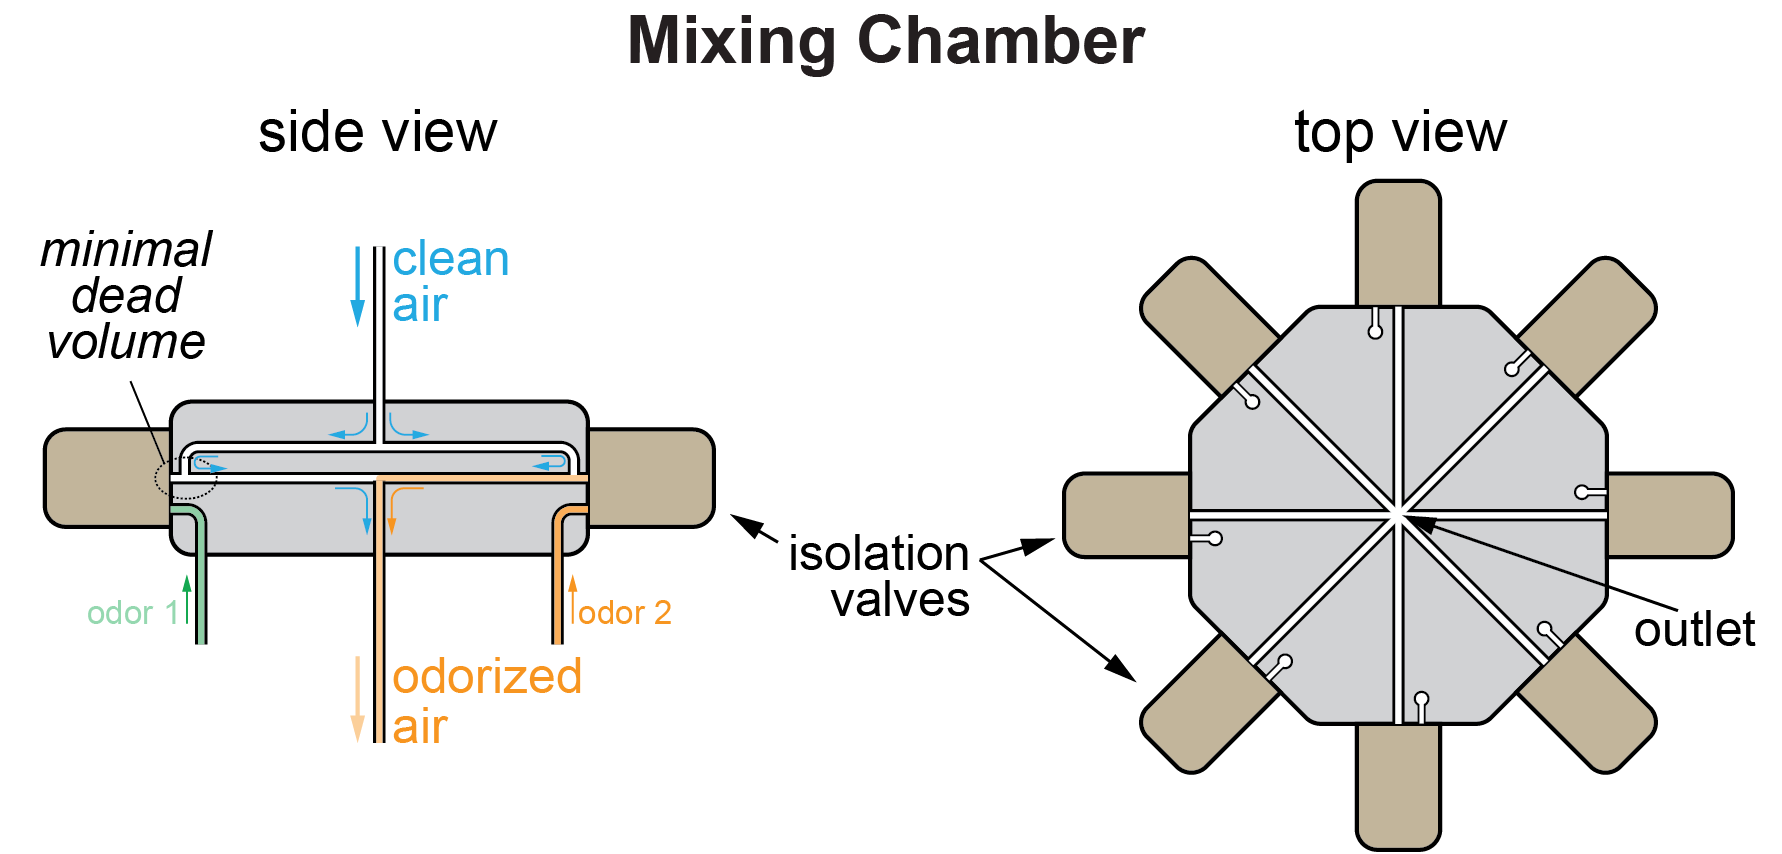 Mixing Chamber
side view
top view
minimal
dead
volume
clean
air
isolation
valves
odor 1
odor 2
outlet
odorized
air